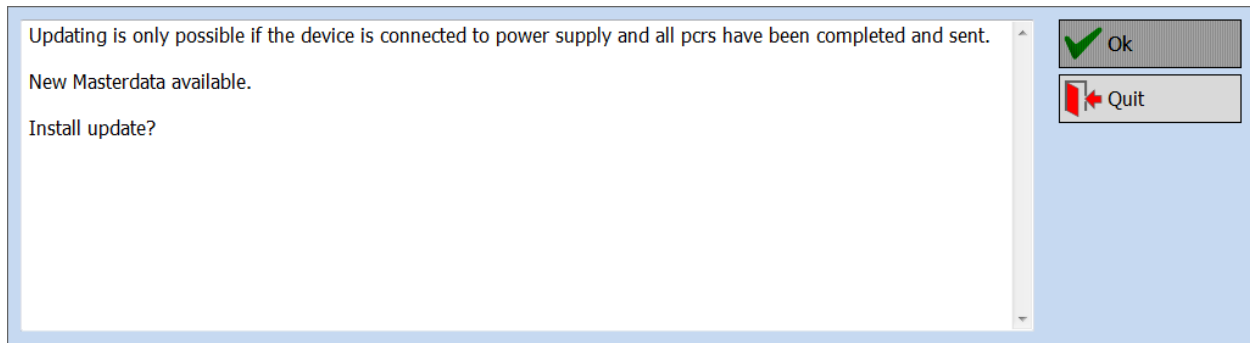 Updating is only possible if the device is connected to power supply and all pcrs have been completed and sent.
New Masterdata available.
Install update?
Ok
Quit